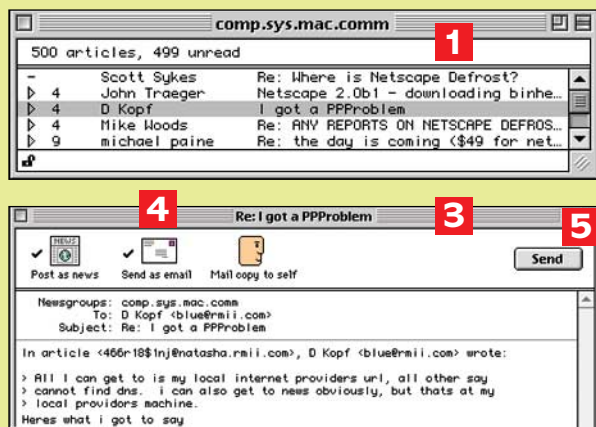 comp.sys.mac.comm
1
500 articles, 499 unread
- Scott Sykes Re: Where is Netscape Defrost?
4 John Traeger Netscape 2.0b1 - downloading binhe...
4 D Kopf I got a PPProblem
4 Mike Woods Re: ANY REPORTS ON NETSCAPE DEFROS...
9 michael paine Re: the day is coming ($49 for net...
4
3
5
Re: I got a PPProblem
NEWS
Post as news Send as email Mail copy to self Send
Newsgroups: comp.sys.mac.comm
To: D Kopf <blue@rmii.com>
Subject: Re: I got a PPProblem
In article <466r18$1nj@natasha.rmii.com>, D Kopf <blue@rmii.com> wrote:
> All I can get to is my local internet providers url, all other say
> cannot find dns. i can also get to news obviously, but thats at my
> local providors machine.
Heres what i got to say